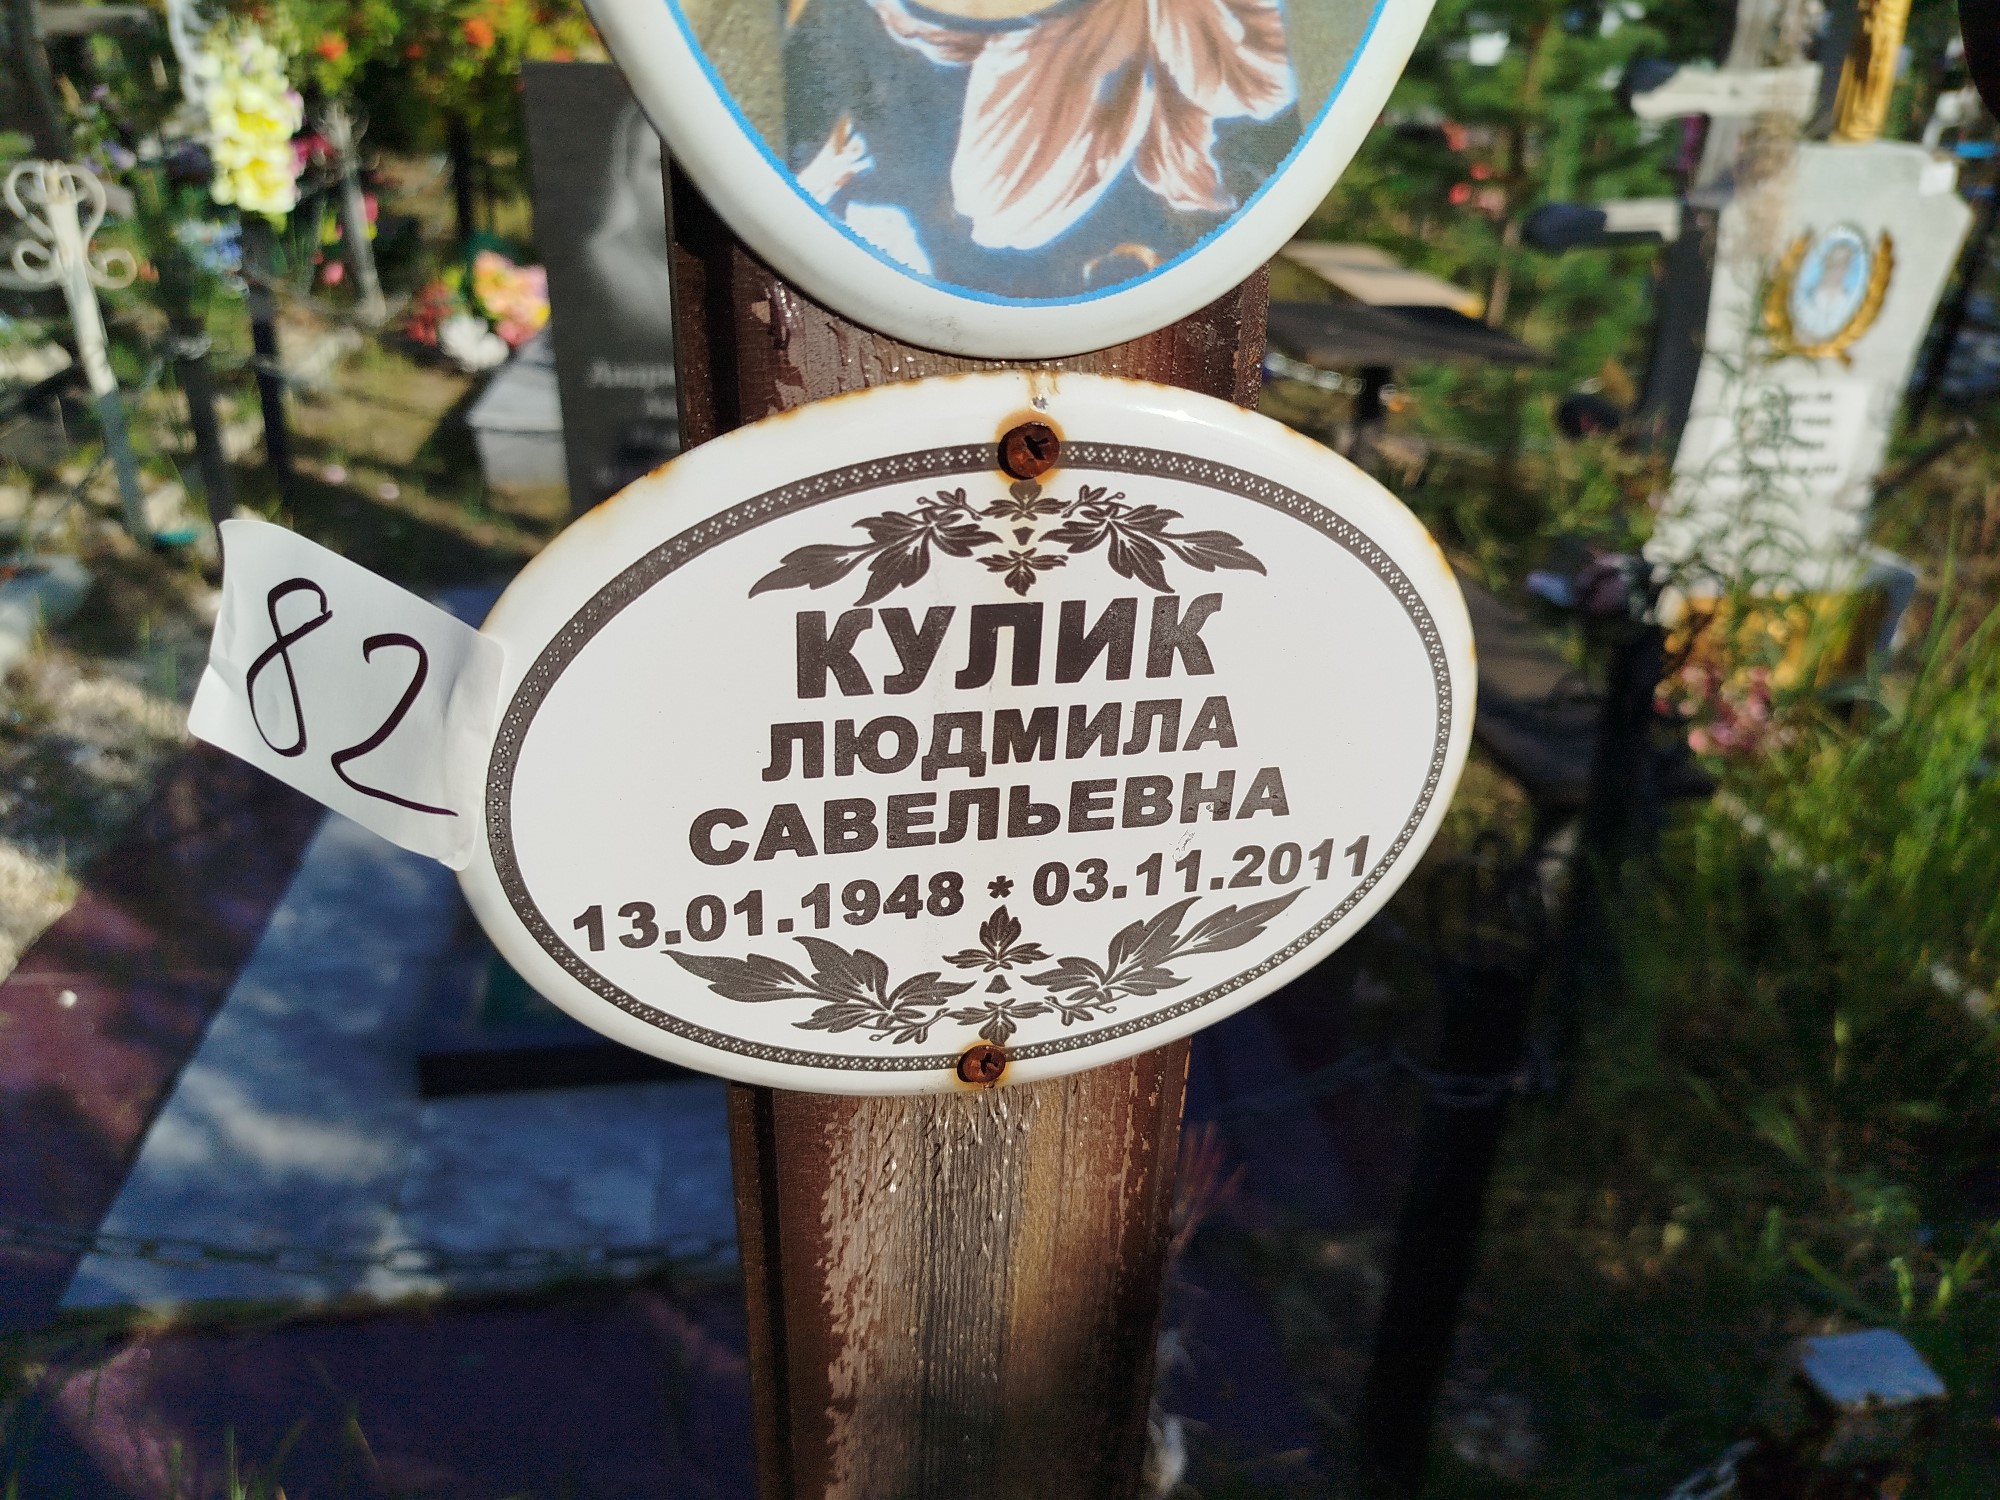 82
КУЛИК
ЛЮДМИЛА
САВЕЛЬЕВНА
13.01.1948 * 03.11.2011